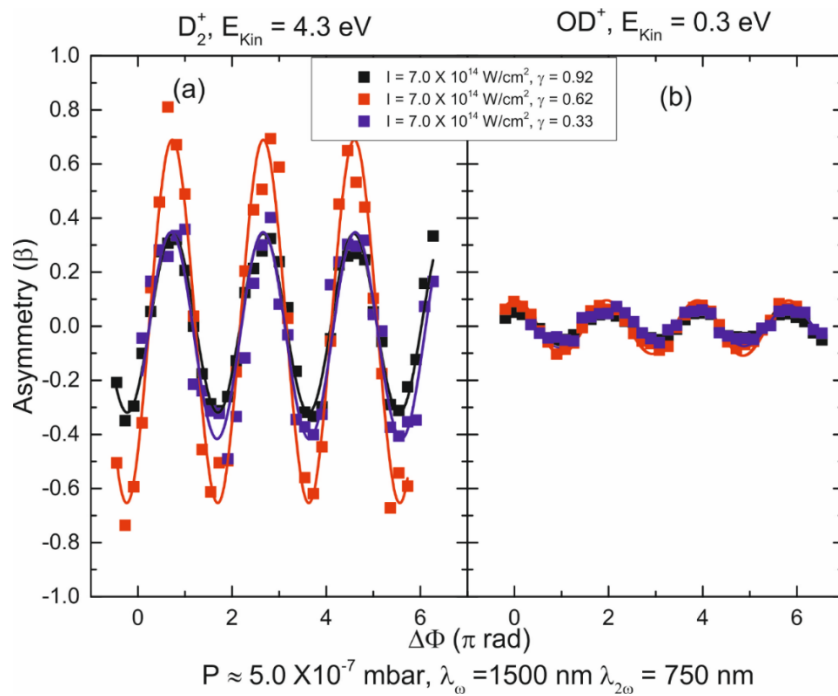 D₂⁺, E_Kin = 4.3 eV
OD⁺, E_Kin = 0.3 eV
(a)
(b)
I = 7.0 X 10¹⁴ W/cm², γ = 0.92
I = 7.0 X 10¹⁴ W/cm², γ = 0.62
I = 7.0 X 10¹⁴ W/cm², γ = 0.33
Asymmetry (β)
1.0
0.8
0.6
0.4
0.2
0.0
-0.2
-0.4
-0.6
-0.8
-1.0
0 2 4 6 0 2 4 6
ΔΦ (π rad)
P ≈ 5.0 X10⁻⁷ mbar, λ_ω =1500 nm λ_2ω = 750 nm